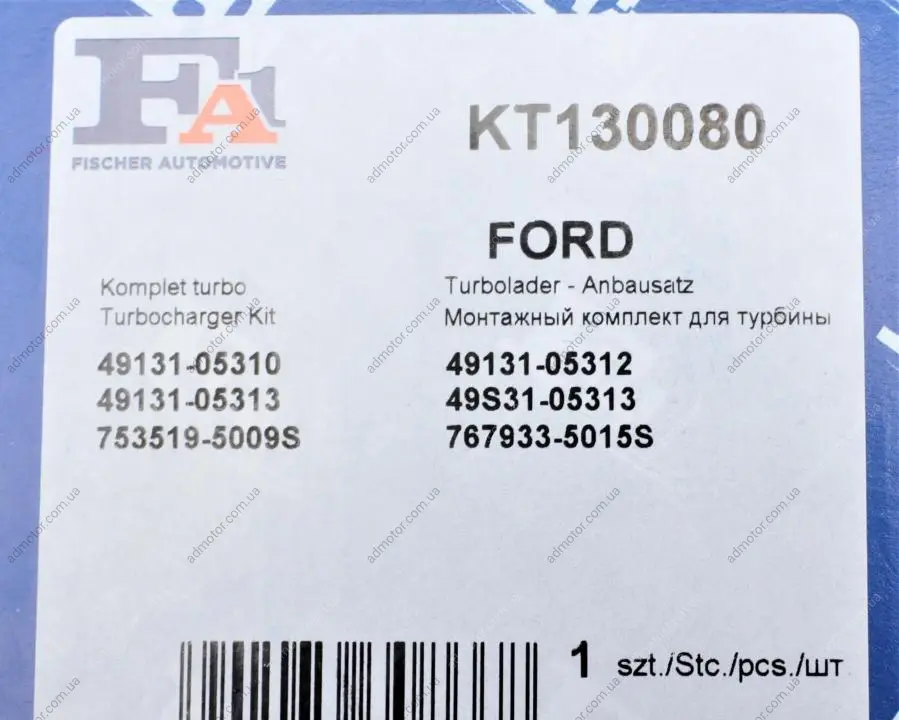 FA1
FISCHER AUTOMOTIVE
KT130080
FORD
Komplet turbo
Turbolader - Anbausatz
Turbocharger Kit
Монтажный комплект для турбины
49131-05310
49131-05312
49131-05313
49S31-05313
753519-5009S
767933-5015S
1 szt./Stc./pcs./шт
admotor.com.ua